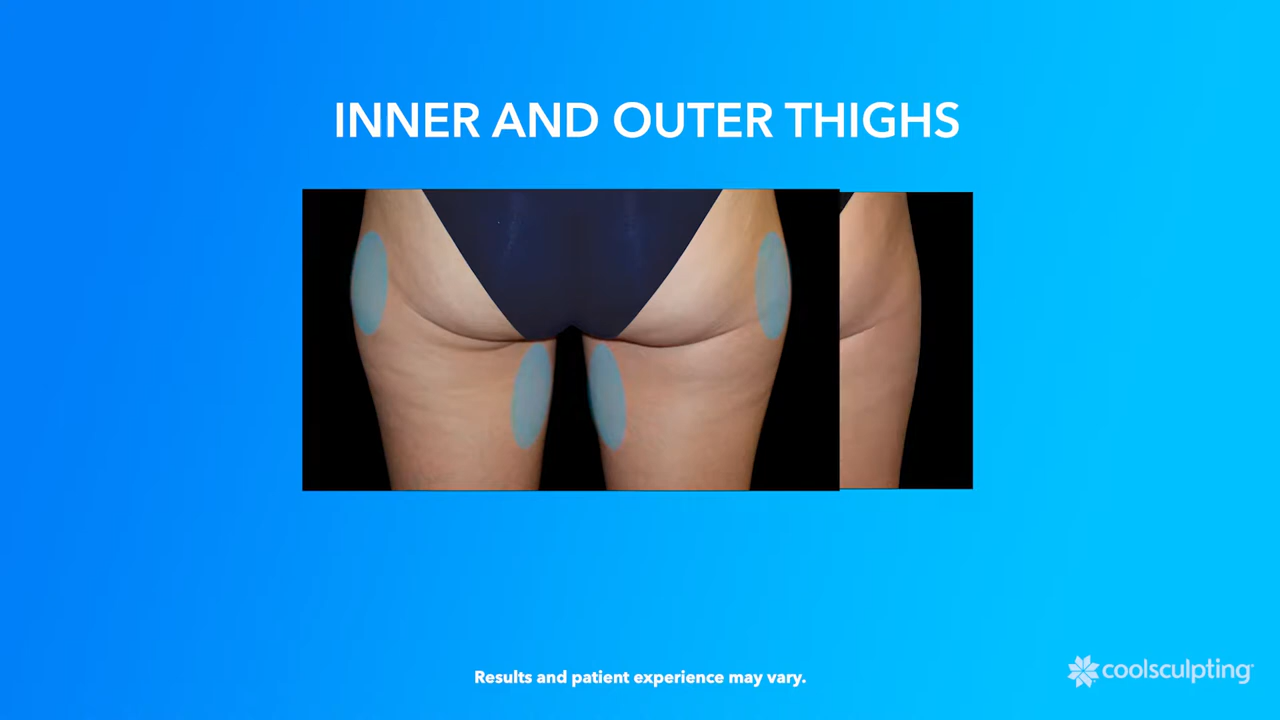 INNER AND OUTER THIGHS
Results and patient experience may vary.
coolsculpting